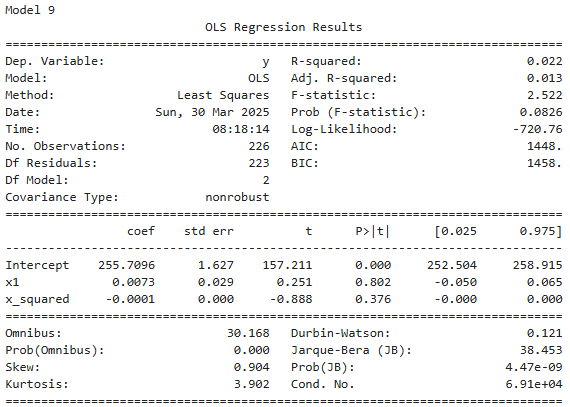 Model 9
OLS Regression Results
==============================================================================
Dep. Variable: y R-squared: 0.022
Model: OLS Adj. R-squared: 0.013
Method: Least Squares F-statistic: 2.522
Date: Sun, 30 Mar 2025 Prob (F-statistic): 0.0826
Time: 08:18:14 Log-Likelihood: -720.76
No. Observations: 226 AIC: 1448.
Df Residuals: 223 BIC: 1458.
Df Model: 2
Covariance Type: nonrobust
==============================================================================
coef std err t P>|t| [0.025 0.975]
------------------------------------------------------------------------------
Intercept 255.7096 1.627 157.211 0.000 252.504 258.915
x1 0.0073 0.029 0.251 0.802 -0.050 0.065
x_squared -0.0001 0.000 -0.888 0.376 -0.000 0.000
==============================================================================
Omnibus: 30.168 Durbin-Watson: 0.121
Prob(Omnibus): 0.000 Jarque-Bera (JB): 38.453
Skew: 0.904 Prob(JB): 4.47e-09
Kurtosis: 3.902 Cond. No. 6.91e+04
==============================================================================